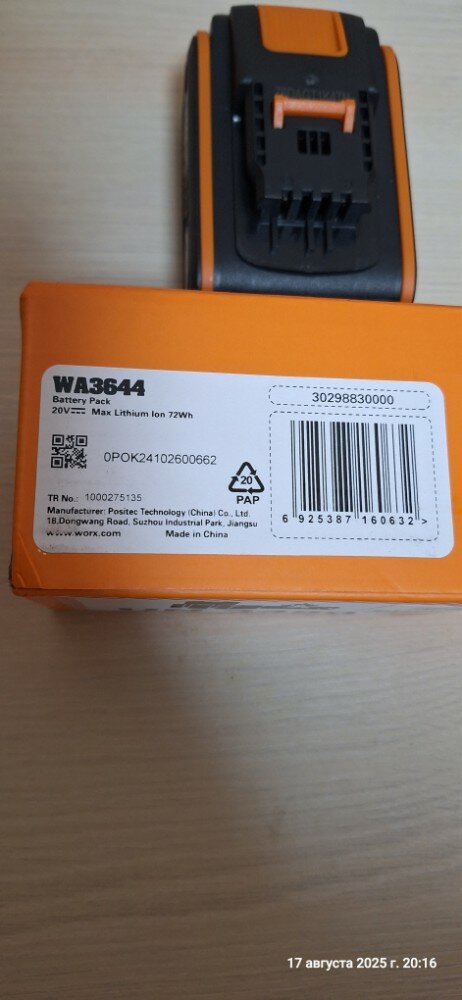 WA3644
Battery Pack
20V⎓ Max Lithium Ion 72Wh
0POK24102600662
TR No.: 1000275135
Manufacturer: Positec Technology (China) Co., Ltd.
18,Dongwang Road, Suzhou Industrial Park, Jiangsu
www.worx.com Made in China
20
PAP
30298830000
6 925387 160632 >
17 августа 2025 г. 20:16